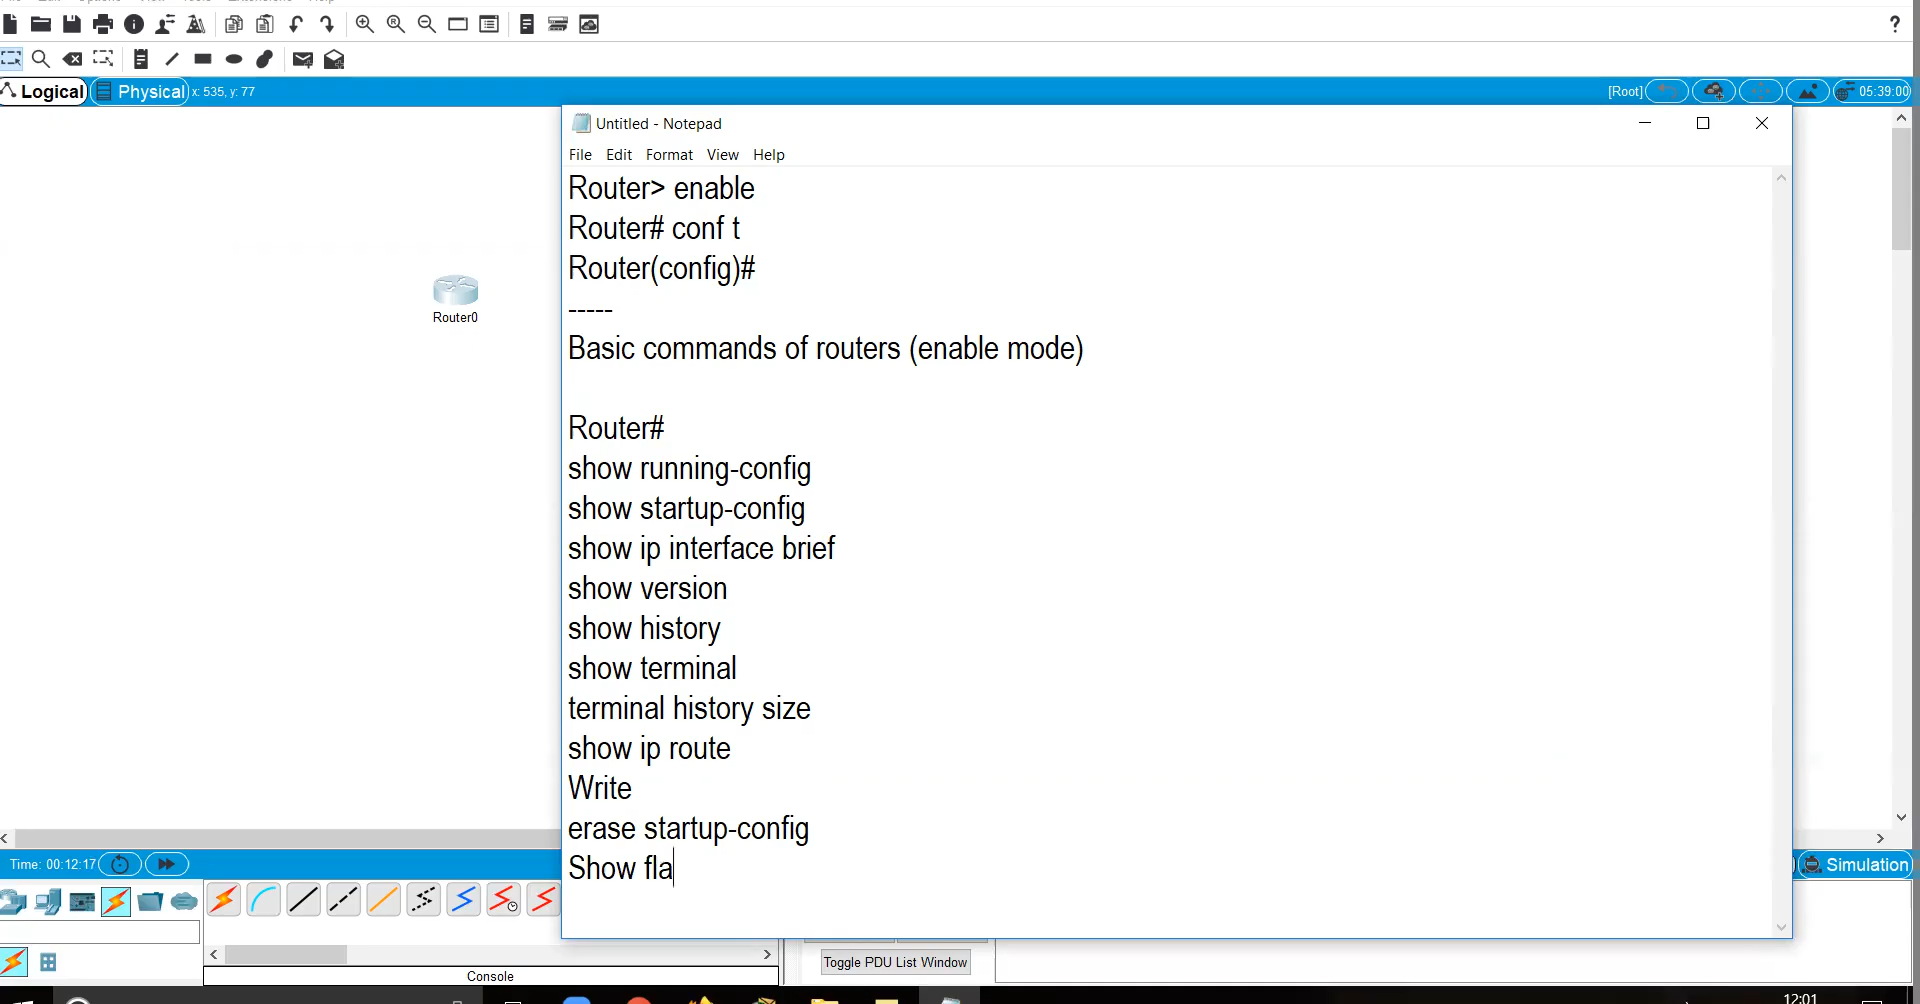 Logical
Physical
x: 535, y: 77
[Root]
05:39:00
Router0
Untitled - Notepad
File Edit Format View Help
Router> enable
Router# conf t
Router(config)#
-----
Basic commands of routers (enable mode)
Router#
show running-config
show startup-config
show ip interface brief
show version
show history
show terminal
terminal history size
show ip route
Write
erase startup-config
Show fla
Time: 00:12:17
Simulation
Toggle PDU List Window
Console
12:01